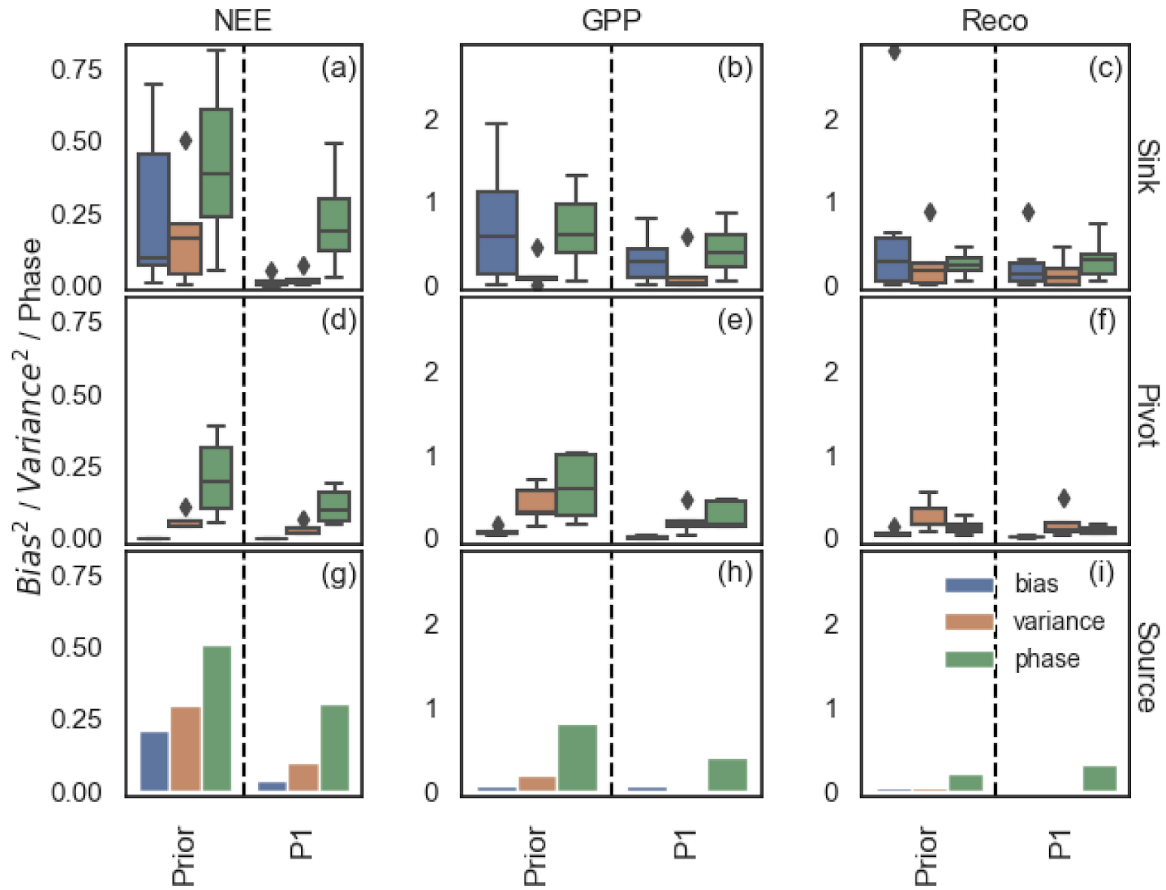 NEE GPP Reco
0.75 (a) 2 (b) 2 (c)
0.50
0.25 1 1
0.00 0 0 Sink
0.75 (d) 2 (e) 2 (f)
0.50
0.25 1 1
0.00 0 0 Pivot
0.75 (g) 2 (h) 2 (i)
0.50
0.25 1 1
0.00 0 0 Source
Bias² / Variance² / Phase
bias
variance
phase
Prior P1 Prior P1 Prior P1